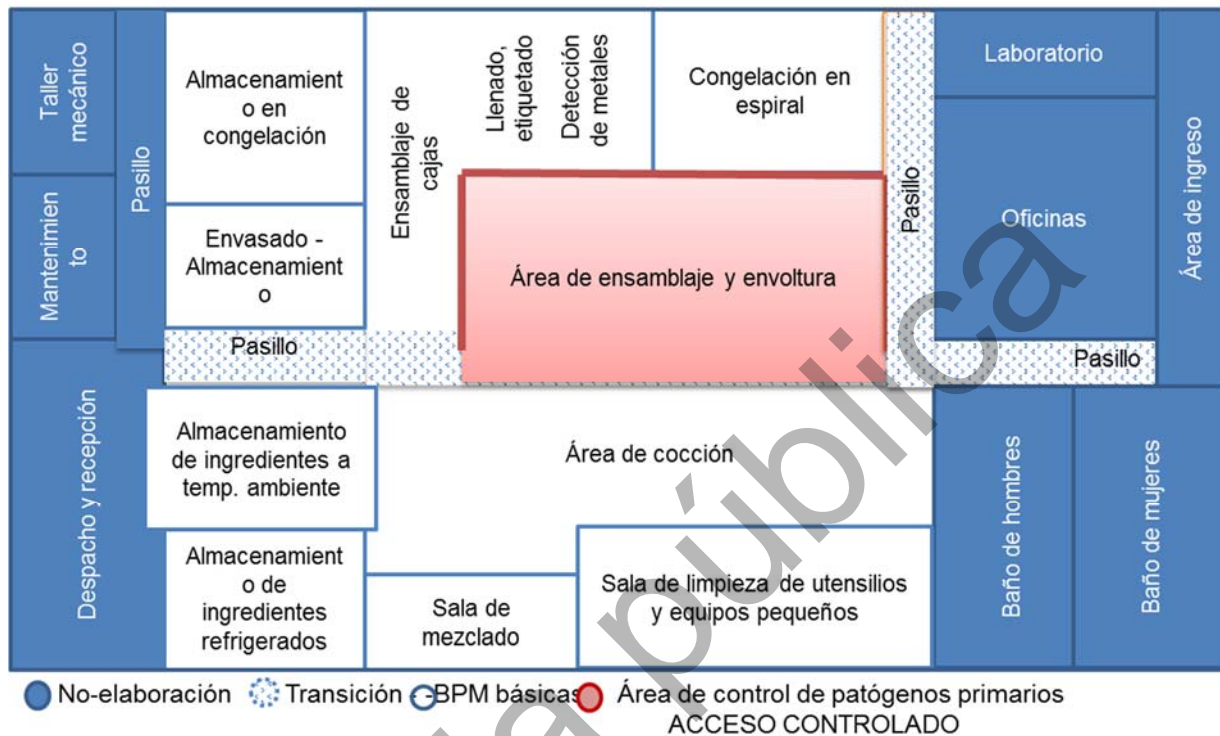 Taller
mecánico
Pasillo
Almacenamient
o en
congelación
Ensamblaje de
cajas
Llenado,
etiquetado
Detección
de metales
Congelación en
espiral
Pasillo
Laboratorio
Oficinas
Área de ingreso
Mantenimien
to
Envasado -
Almacenamient
o
Área de ensamblaje y envoltura
Pasillo
Pasillo
Despacho y recepción
Almacenamiento
de ingredientes a
temp. ambiente
Área de cocción
Almacenamient
o de
ingredientes
refrigerados
Sala de
mezclado
Sala de limpieza de utensilios
y equipos pequeños
Baño de hombres
Baño de mujeres
No-elaboración Transición - BPM básicas Área de control de patógenos primarios
ACCESO CONTROLADO
pública